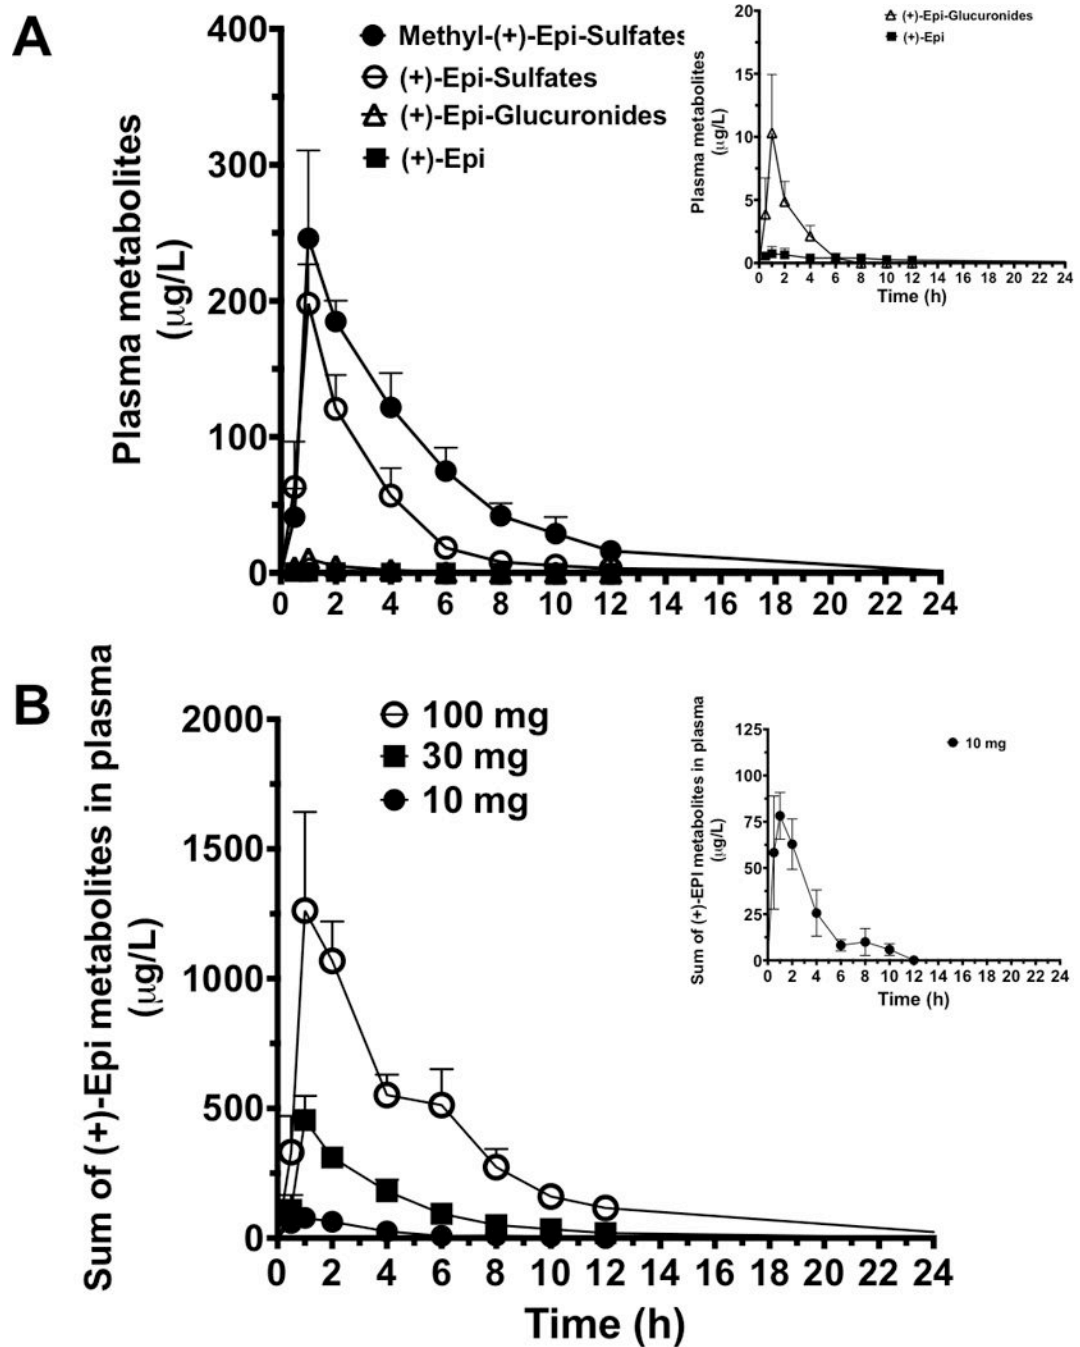 A
400
300
200
100
0
Plasma metabolites
(µg/L)
Methyl-(+)-Epi-Sulfates
(+)-Epi-Sulfates
(+)-Epi-Glucuronides
(+)-Epi
0 2 4 6 8 10 12 14 16 18 20 22 24
20
15
10
5
0
Plasma metabolites
(µg/L)
(+)-Epi-Glucuronides
(+)-Epi
0 2 4 6 8 10 12 14 16 18 20 22 24
Time (h)
B
2000
1500
1000
500
0
Sum of (+)-Epi metabolites in plasma
(µg/L)
100 mg
30 mg
10 mg
0 2 4 6 8 10 12 14 16 18 20 22 24
Time (h)
125
100
75
50
25
0
Sum of (+)-EPI metabolites in plasma
(µg/L)
10 mg
0 2 4 6 8 10 12 14 16 18 20 22 24
Time (h)